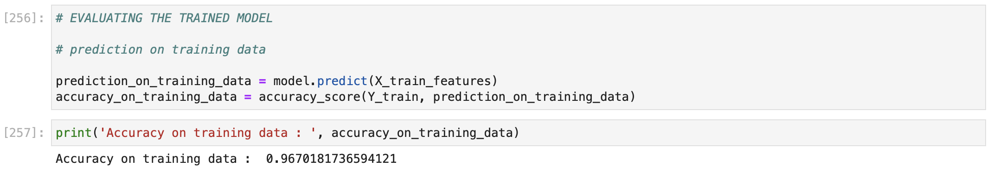 [256]:
# EVALUATING THE TRAINED MODEL
# prediction on training data
prediction_on_training_data = model.predict(X_train_features)
accuracy_on_training_data = accuracy_score(Y_train, prediction_on_training_data)
[257]:
print('Accuracy on training data : ', accuracy_on_training_data)
Accuracy on training data :  0.9670181736594121